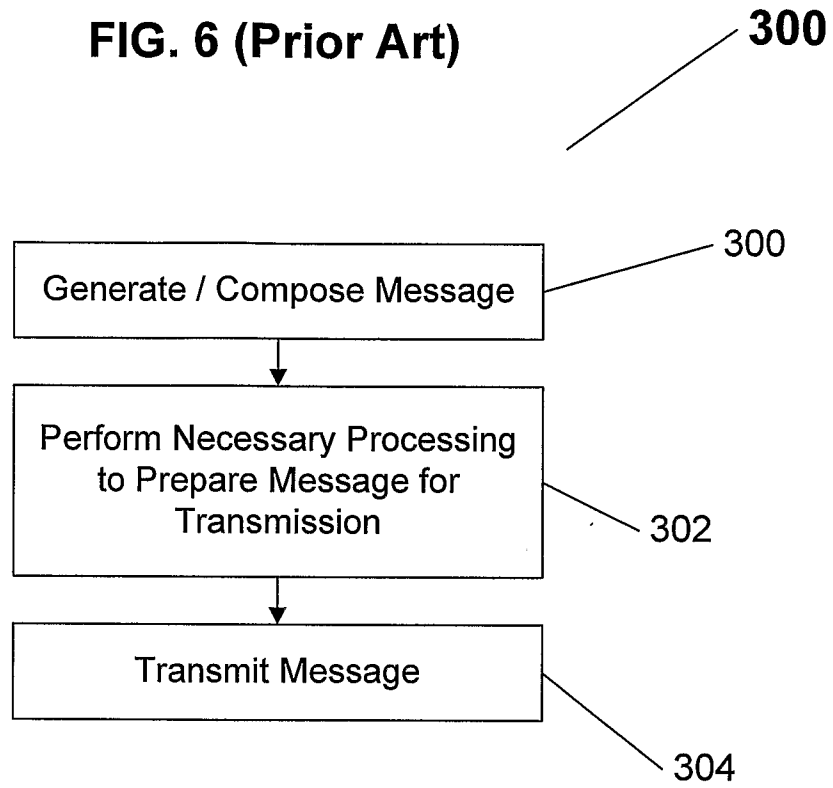 FIG. 6 (Prior Art)
300
300
Generate / Compose Message
Perform Necessary Processing
to Prepare Message for
Transmission
302
Transmit Message
304